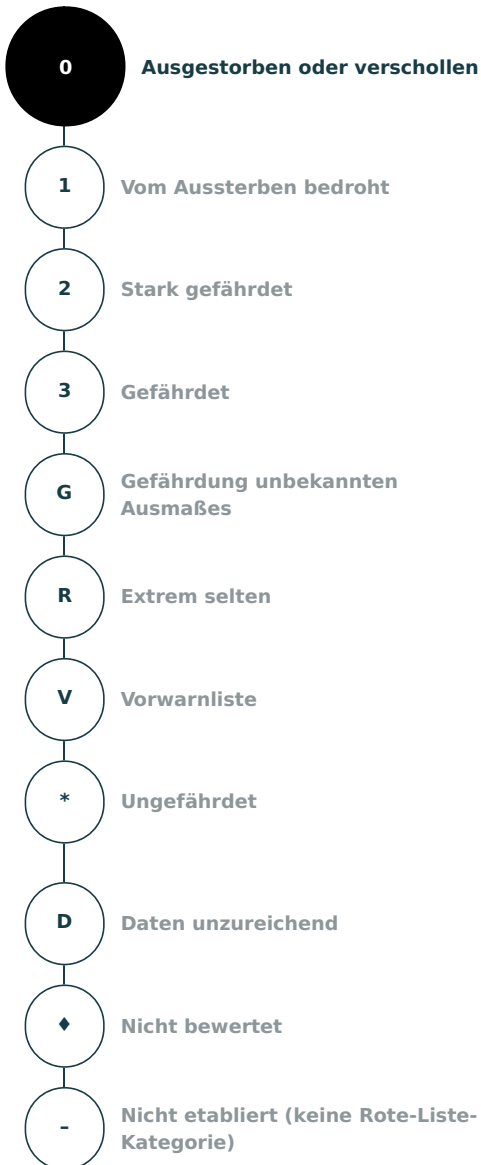 0 Ausgestorben oder verschollen
1 Vom Aussterben bedroht
2 Stark gefährdet
3 Gefährdet
G Gefährdung unbekannten
Ausmaßes
R Extrem selten
V Vorwarnliste
* Ungefährdet
D Daten unzureichend
♦ Nicht bewertet
– Nicht etabliert (keine Rote-Liste-
Kategorie)